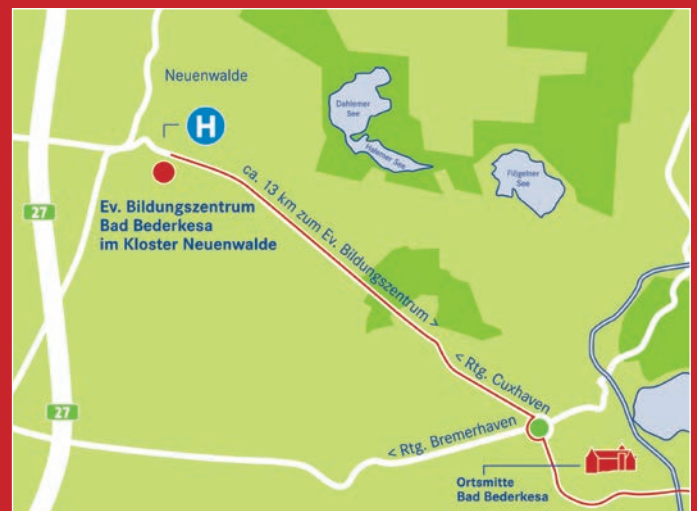 Neuenwalde
H
Dahlemer
See
Halemer See
Flögelner
See
ca. 13 km zum Ev. Bildungszentrum >
Ev. Bildungszentrum
Bad Bederkesa
im Kloster Neuenwalde
27
< Rtg. Cuxhaven
27
< Rtg. Bremerhaven
Ortsmitte
Bad Bederkesa